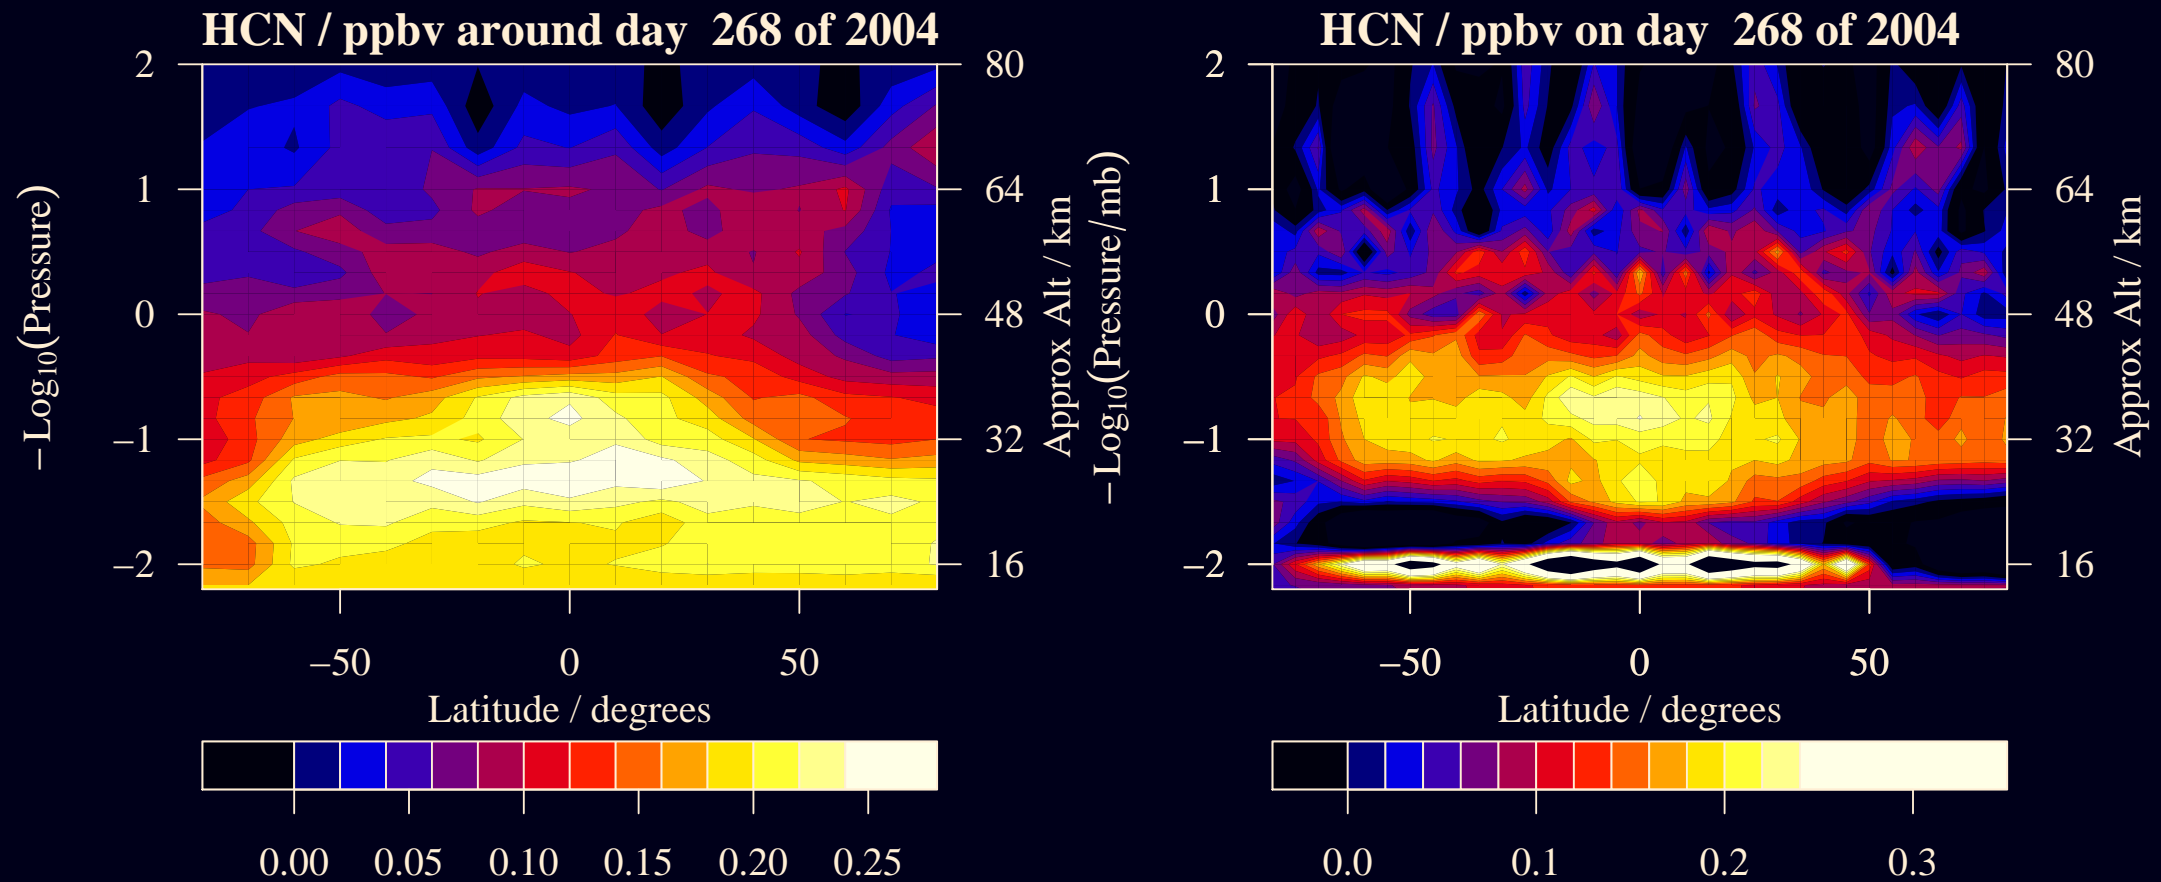 HCN / ppbv around day 268 of 2004
2
1
0
−1
−2
−Log10(Pressure)
80
64
48
32
16
Approx Alt / km
−50 0 50
Latitude / degrees
0.00 0.05 0.10 0.15 0.20 0.25
HCN / ppbv on day 268 of 2004
2
1
0
−1
−2
−Log10(Pressure/mb)
80
64
48
32
16
Approx Alt / km
−50 0 50
Latitude / degrees
0.0 0.1 0.2 0.3